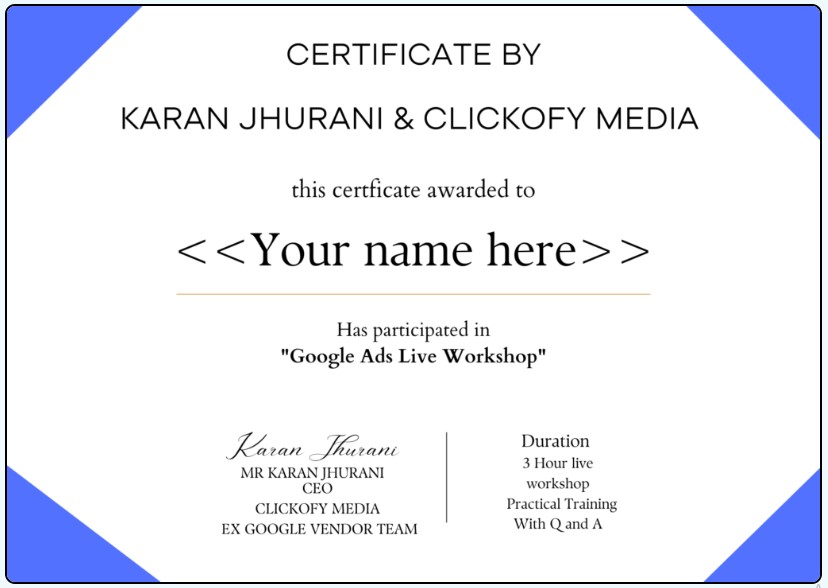 CERTIFICATE BY
KARAN JHURANI & CLICKOFY MEDIA
this certficate awarded to
<<Your name here>>
Has participated in
"Google Ads Live Workshop"
Karan Jhurani
MR KARAN JHURANI
CEO
CLICKOFY MEDIA
EX GOOGLE VENDOR TEAM
Duration
3 Hour live
workshop
Practical Training
With Q and A